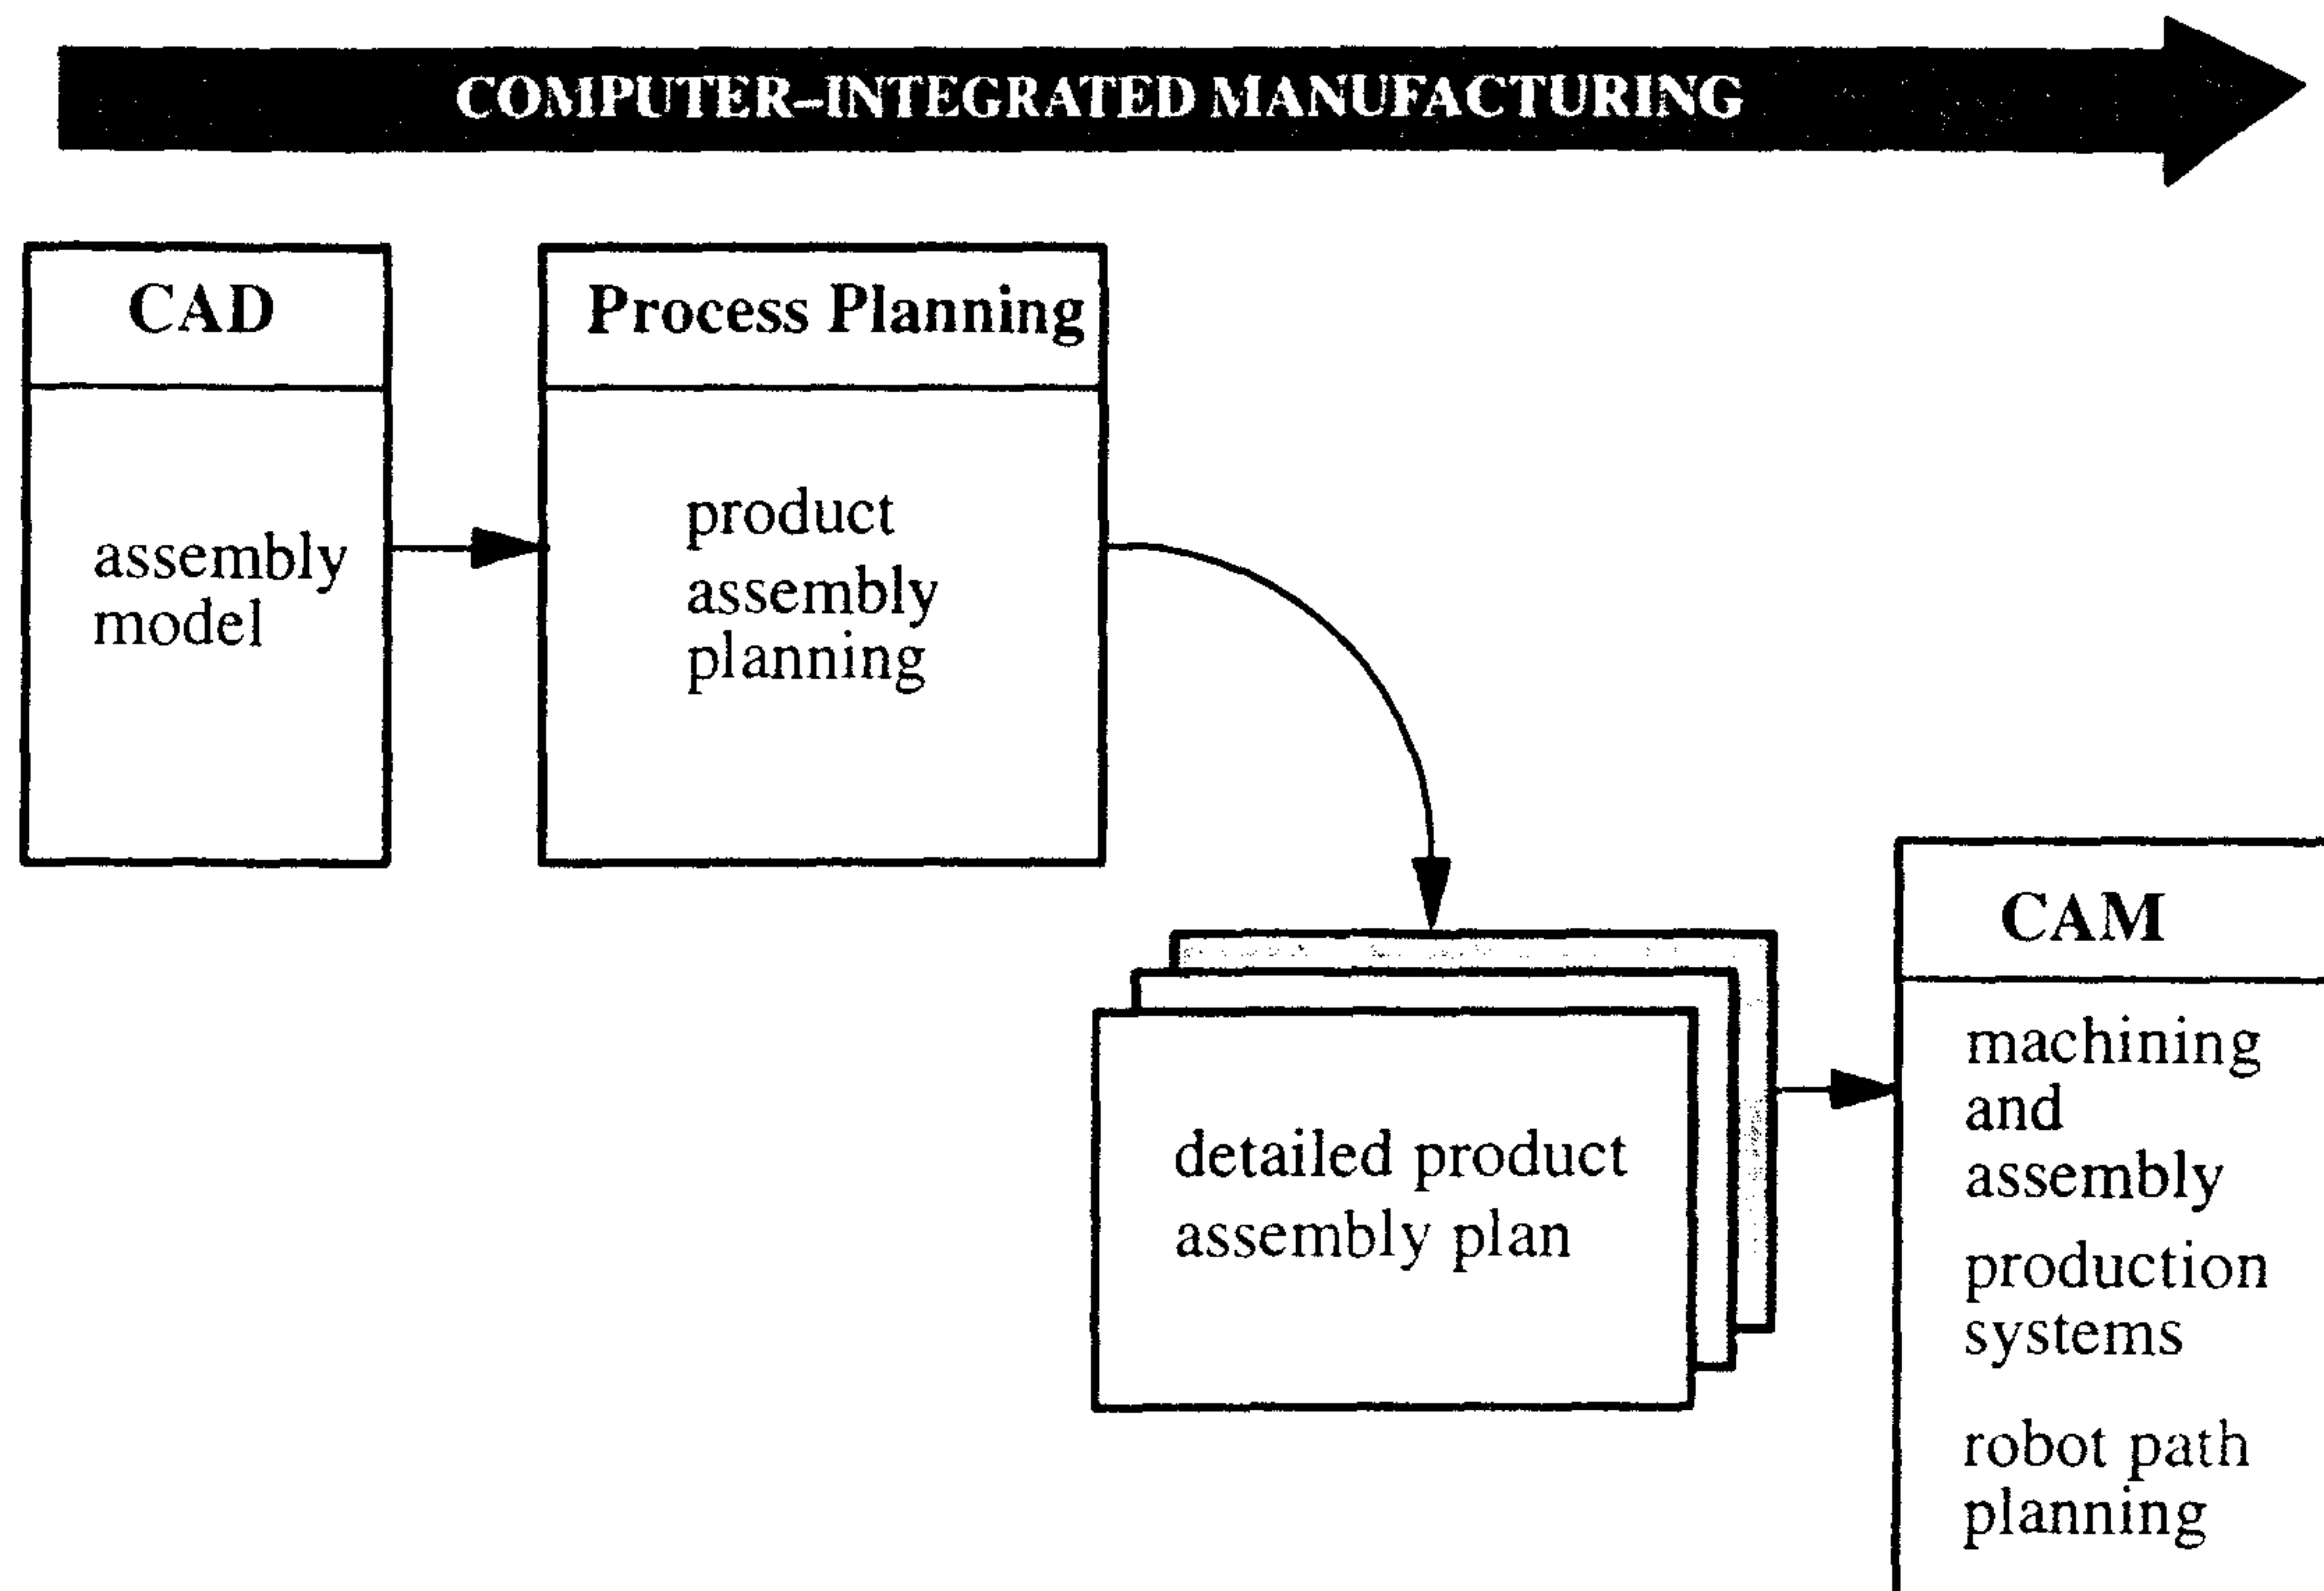 COMPUTER–INTEGRATED MANUFACTURING
CAD
assembly
model
Process Planning
product
assembly
planning
detailed product
assembly plan
CAM
machining
and
assembly
production
systems
robot path
planning